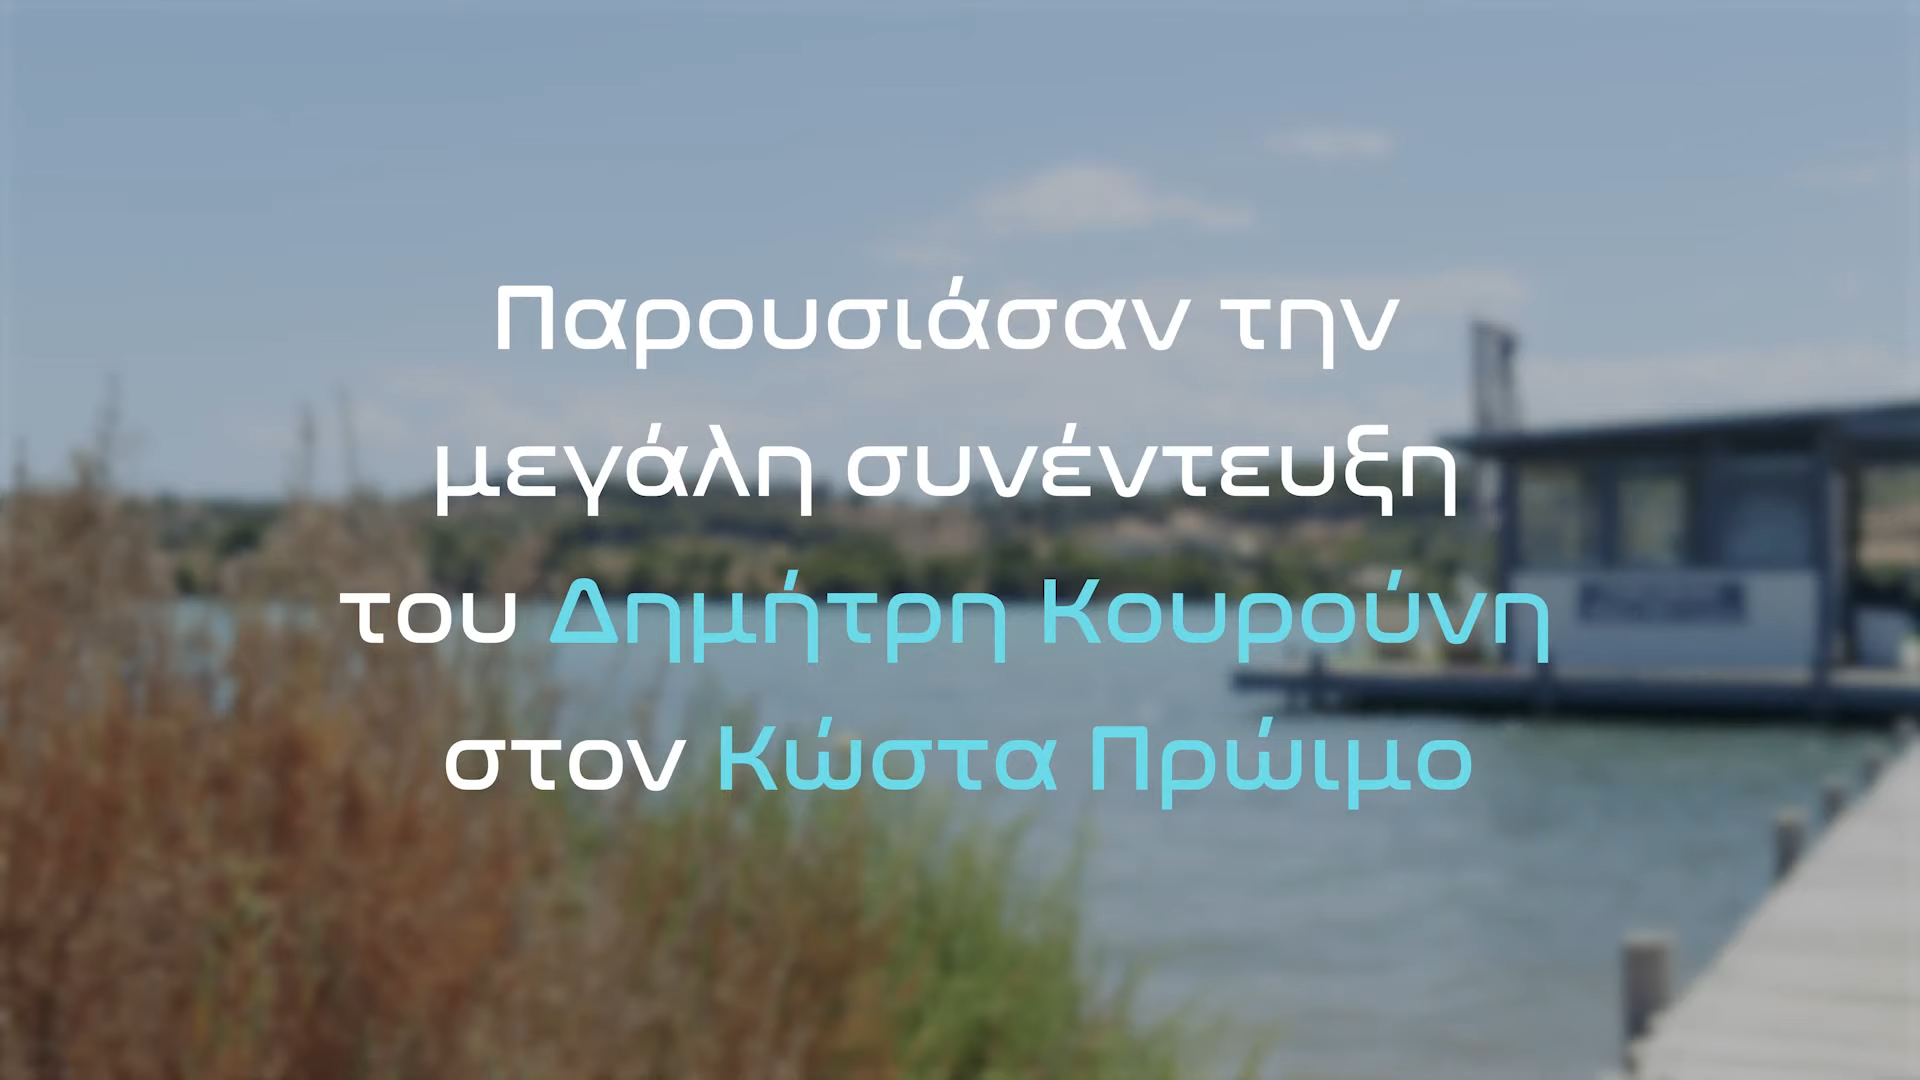 Παρουσιάσαν την
μεγάλη συνέντευξη
του Δημήτρη Κουρούνη
στον Κώστα Πρώιμο